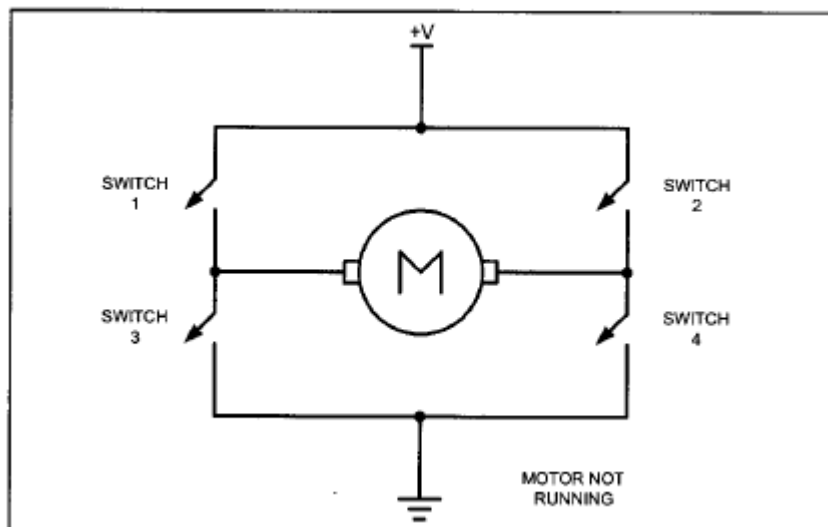 +V
SWITCH
1
SWITCH
2
M
SWITCH
3
SWITCH
4
MOTOR NOT
RUNNING